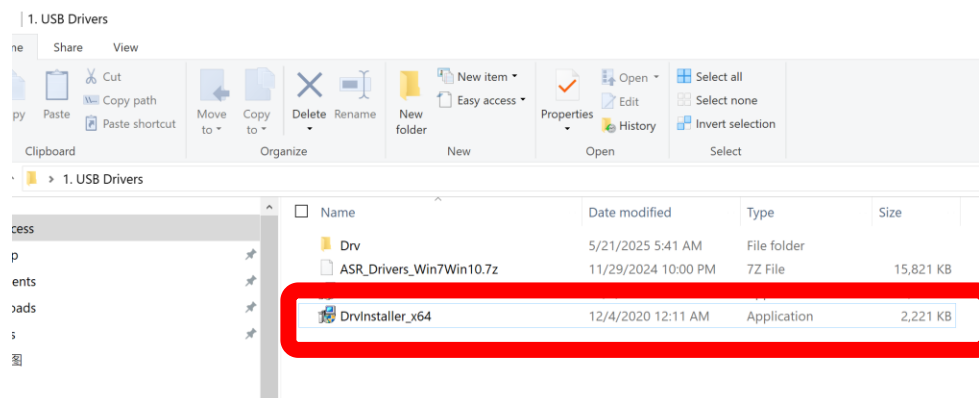 1. USB Drivers
me Share View
Cut
Copy path
Paste shortcut
py Paste
Clipboard
Move to
Copy to
Delete Rename
Organize
New folder
New item
Easy access
New
Properties
Open
Edit
History
Open
Select all
Select none
Invert selection
Select
1. USB Drivers
Name Date modified Type Size
cess
p
ents
oads
s
图
Drv 5/21/2025 5:41 AM File folder
ASR_Drivers_Win7Win10.7z 11/29/2024 10:00 PM 7Z File 15,821 KB
DrvInstaller_x64 12/4/2020 12:11 AM Application 2,221 KB